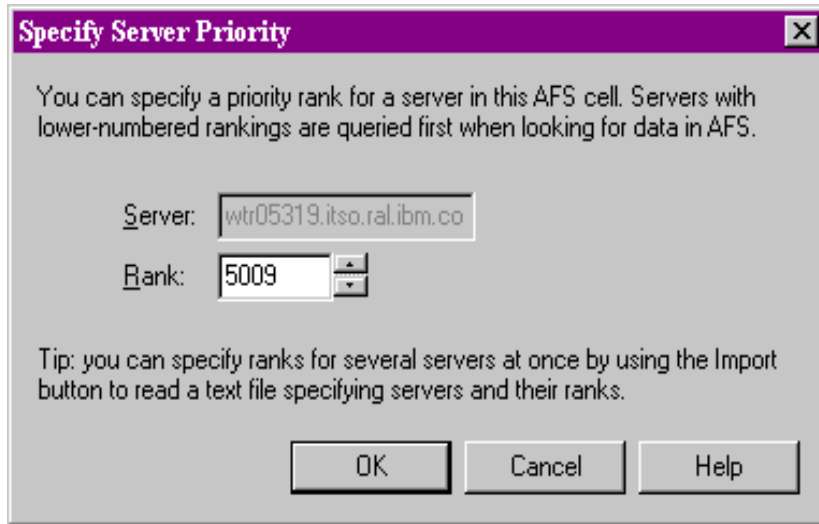 Specify Server Priority
You can specify a priority rank for a server in this AFS cell. Servers with
lower-numbered rankings are queried first when looking for data in AFS.
Server: wtr05319.itso.ral.ibm.co
Rank: 5009
Tip: you can specify ranks for several servers at once by using the Import
button to read a text file specifying servers and their ranks.
OK Cancel Help